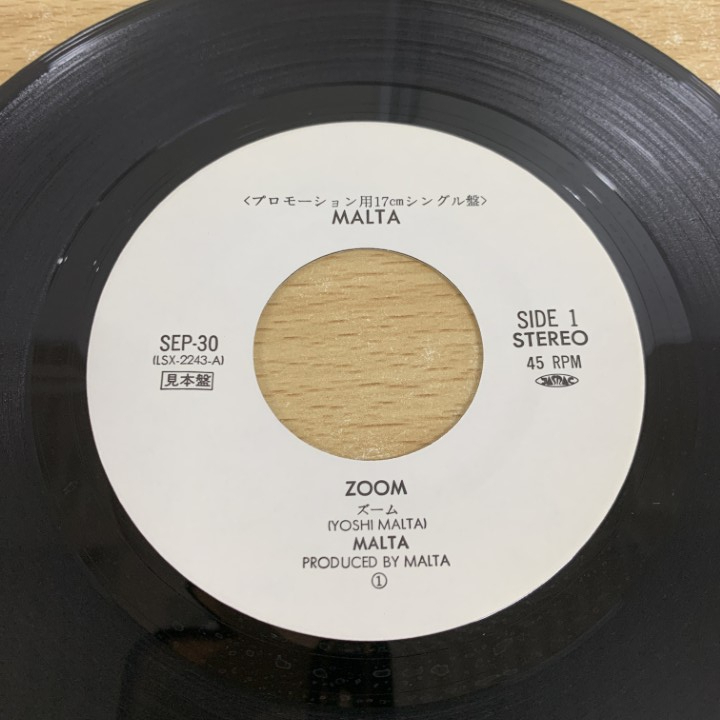 <プロモーション用17cmシングル盤>
MALTA
SEP-30
(LSX-2243-A)
見本盤
SIDE 1
STEREO
45 RPM
JASRAC
ZOOM
ズーム
(YOSHI MALTA)
MALTA
PRODUCED BY MALTA
①